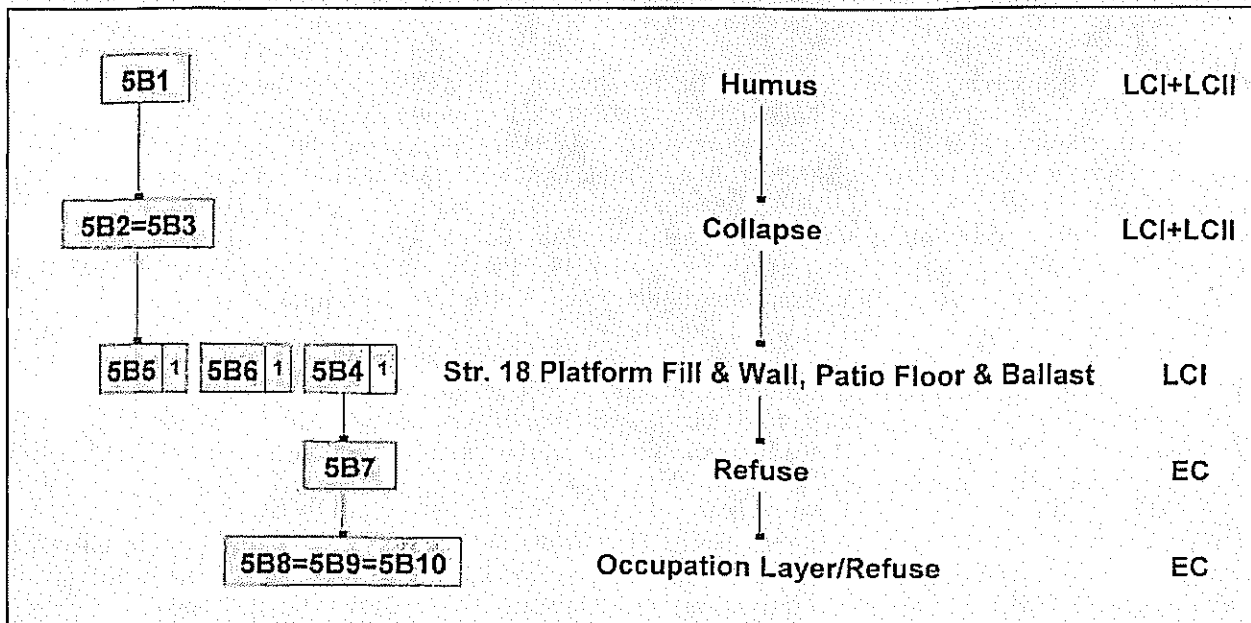 5B1 Humus LCI+LCII
5B2=5B3 Collapse LCI+LCII
5B5 1 5B6 1 5B4 1 Str. 18 Platform Fill & Wall, Patio Floor & Ballast LCI
5B7 Refuse EC
5B8=5B9=5B10 Occupation Layer/Refuse EC